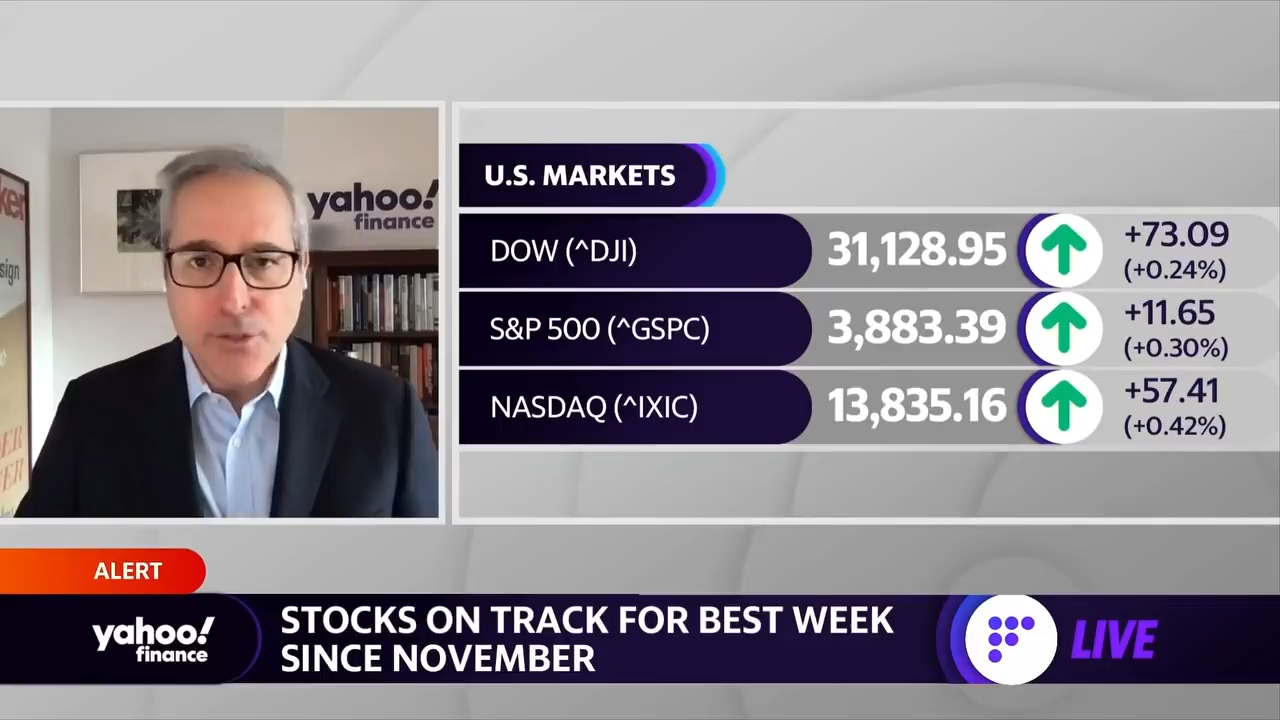 ker
sign
yahoo!
finance
U.S. MARKETS
DOW (^DJI)
31,128.95
+73.09
(+0.24%)
S&P 500 (^GSPC)
3,883.39
+11.65
(+0.30%)
NASDAQ (^IXIC)
13,835.16
+57.41
(+0.42%)
ALERT
yahoo!
finance
STOCKS ON TRACK FOR BEST WEEK
SINCE NOVEMBER
LIVE